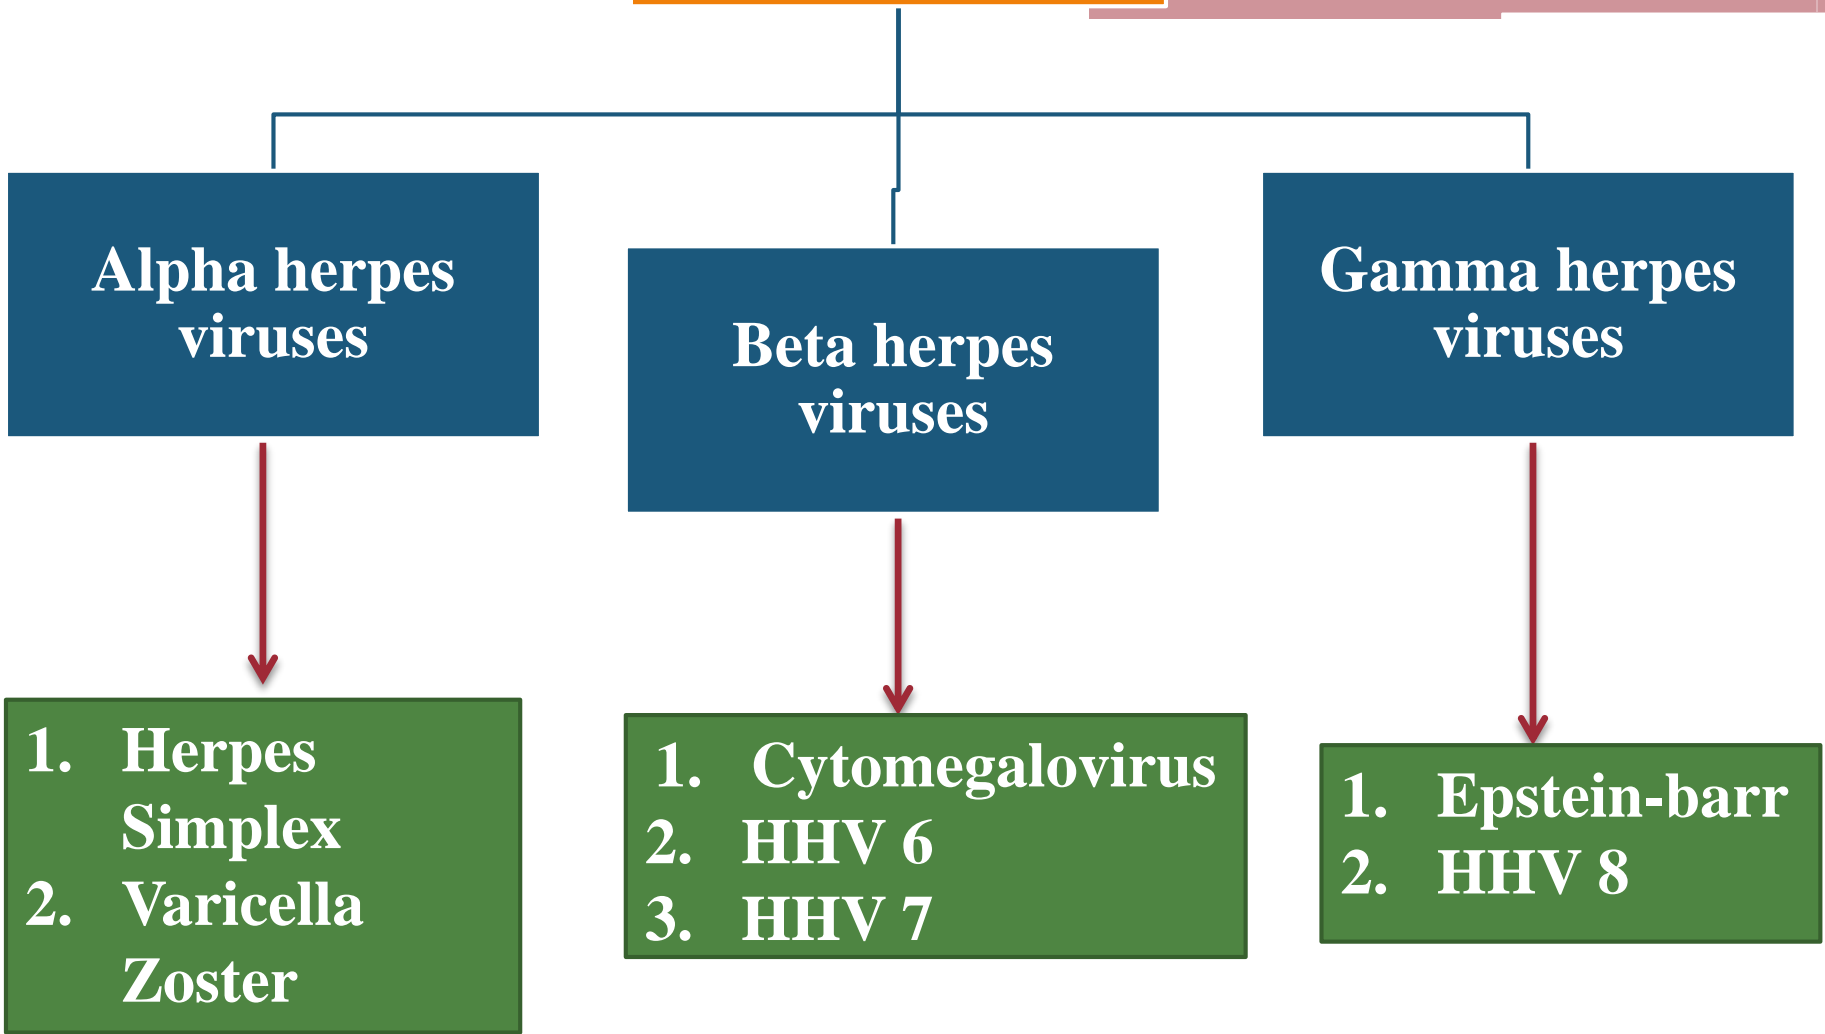 Alpha herpes
viruses
Beta herpes
viruses
Gamma herpes
viruses
1. Herpes
Simplex
2. Varicella
Zoster
1. Cytomegalovirus
2. HHV 6
3. HHV 7
1. Epstein-barr
2. HHV 8